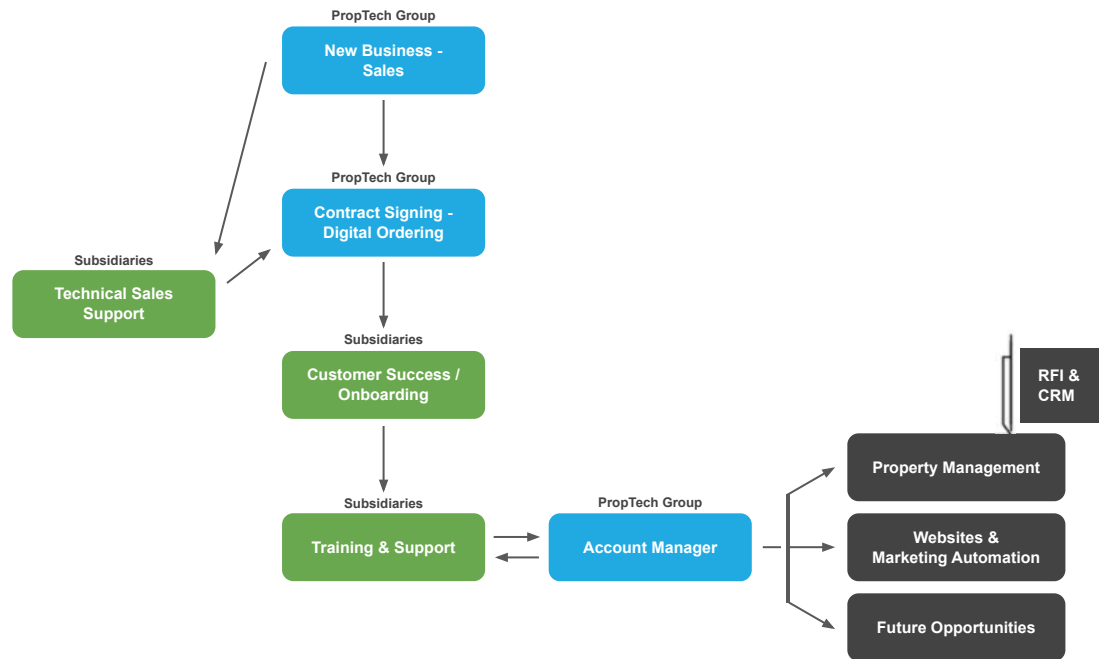 PropTech Group
New Business -
Sales
PropTech Group
Contract Signing -
Digital Ordering
Subsidiaries
Technical Sales
Support
Subsidiaries
Customer Success /
Onboarding
RFI &
CRM
Property Management
Subsidiaries
Training & Support
PropTech Group
Account Manager
Websites &
Marketing Automation
Future Opportunities